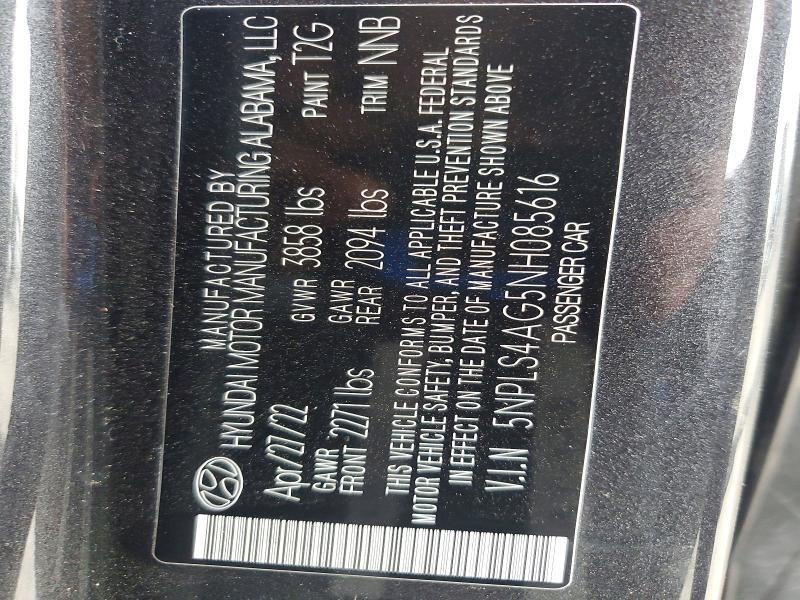 MANUFACTURED BY
HYUNDAI MOTOR MANUFACTURING ALABAMA, LLC
Apr/27/22 GVWR 3858 lbs PAINT T2G
GAWR FRONT 2271 lbs GAWR REAR 2094 lbs TRIM NNB
THIS VEHICLE CONFORMS TO ALL APPLICABLE U.S.A. FEDERAL
MOTOR VEHICLE SAFETY, BUMPER, AND THEFT PREVENTION STANDARDS
IN EFFECT ON THE DATE OF MANUFACTURE SHOWN ABOVE
V.I.N 5NPLS4AG5NH085616
PASSENGER CAR